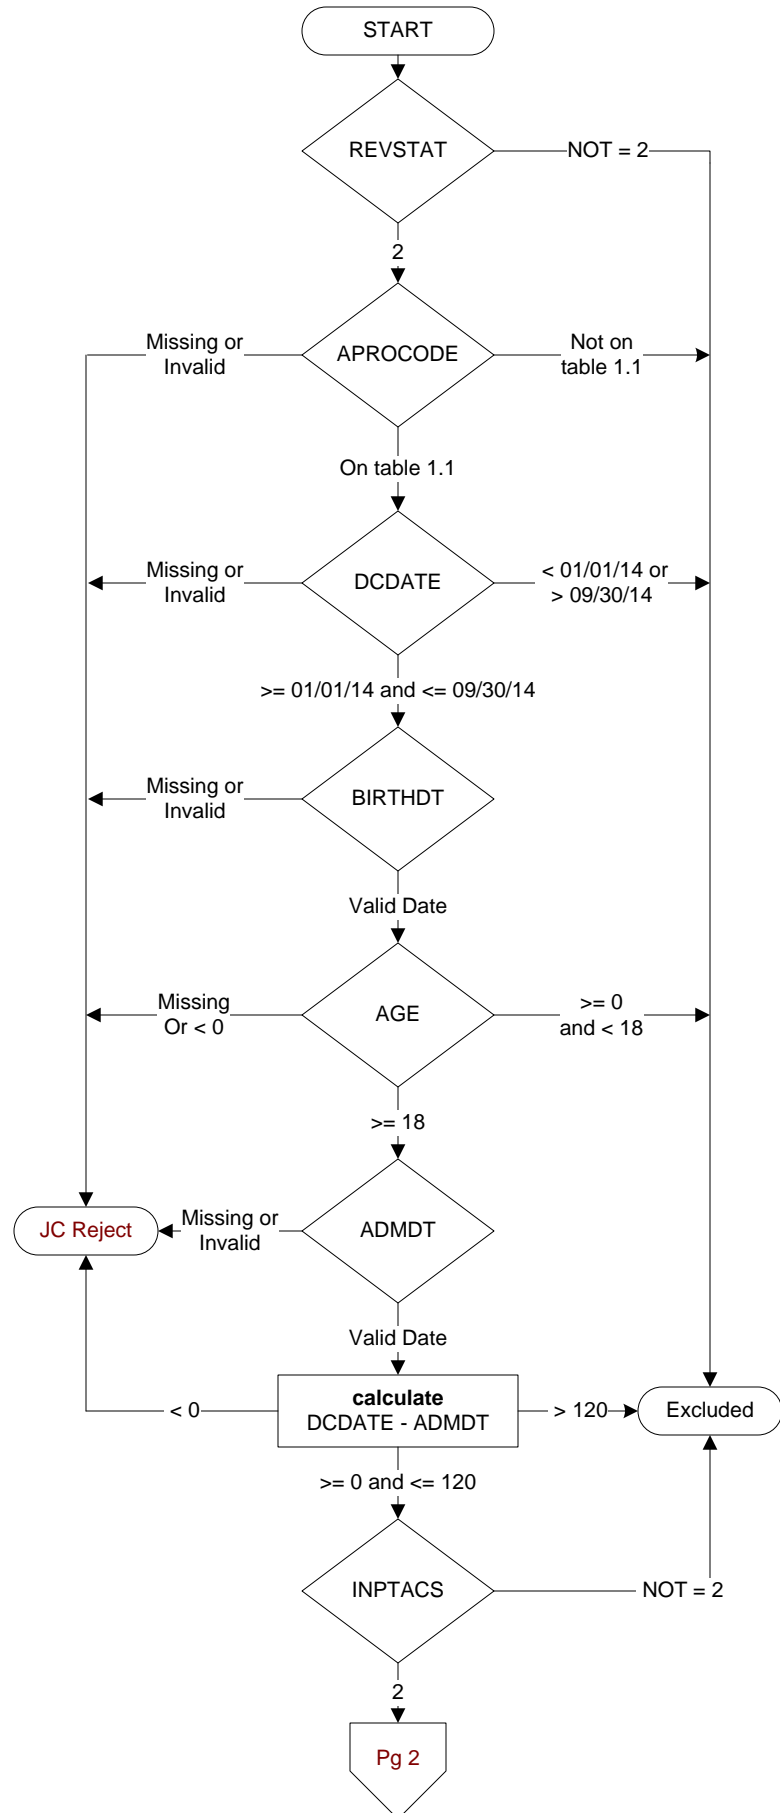 START
REVSTAT
NOT = 2
2
Missing or
Invalid
APROCODE
Not on
table 1.1
On table 1.1
Missing or
Invalid
DCDATE
< 01/01/14 or
> 09/30/14
>= 01/01/14 and <= 09/30/14
Missing or
Invalid
BIRTHDT
Valid Date
Missing
Or < 0
AGE
>= 0
and < 18
>= 18
JC Reject
Missing or
Invalid
ADMDT
Valid Date
< 0
calculate
DCDATE - ADMDT
> 120
Excluded
>= 0 and <= 120
INPTACS
NOT = 2
2
Pg 2